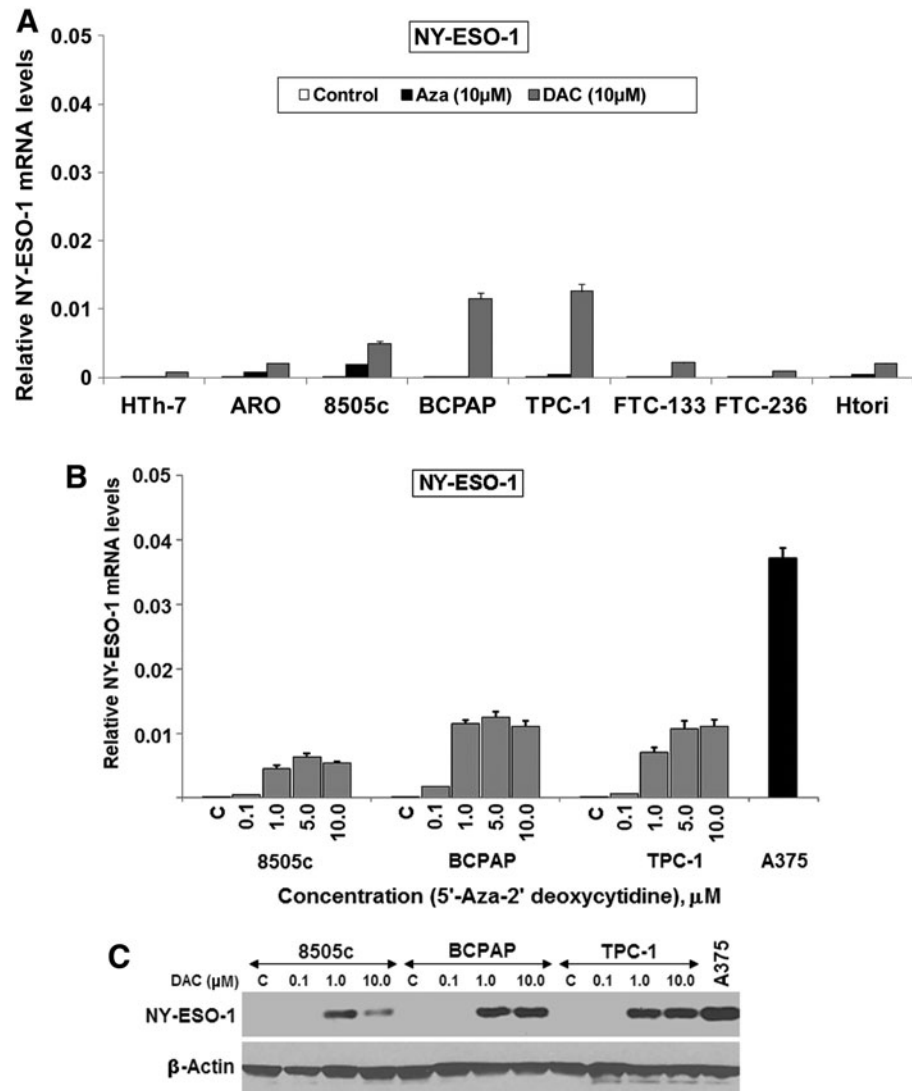 A
NY-ESO-1
Control Aza (10µM) DAC (10µM)
Relative NY-ESO-1 mRNA levels
0.05
0.04
0.03
0.02
0.01
0
HTh-7 ARO 8505c BCPAP TPC-1 FTC-133 FTC-236 Htori
B
NY-ESO-1
Relative NY-ESO-1 mRNA levels
0.05
0.04
0.03
0.02
0.01
C 0.1 1.0 5.0 10.0 C 0.1 1.0 5.0 10.0 C 0.1 1.0 5.0 10.0
8505c BCPAP TPC-1 A375
Concentration (5'-Aza-2' deoxycytidine), µM
C
8505c BCPAP TPC-1 A375
DAC (µM) C 0.1 1.0 10.0 C 0.1 1.0 10.0 C 0.1 1.0 10.0
NY-ESO-1
β-Actin